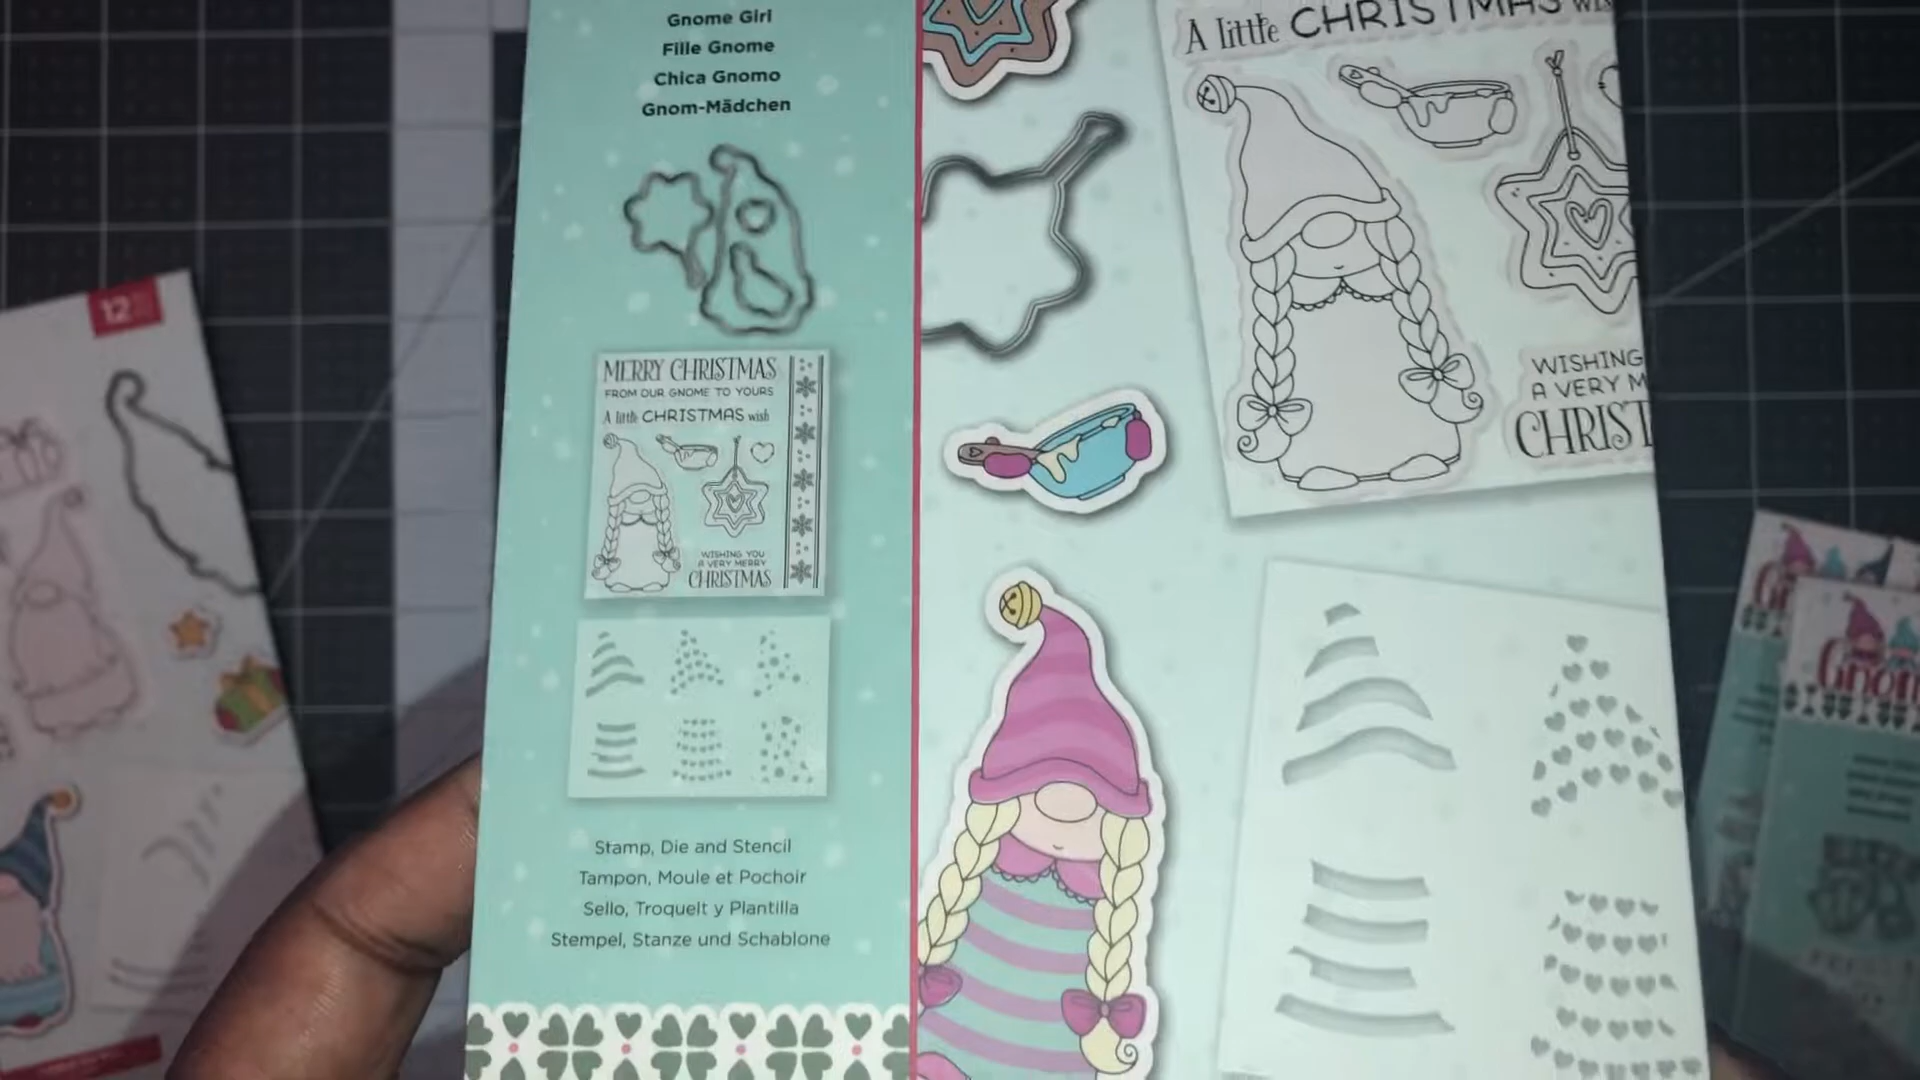 Gnome Girl
Fille Gnome
Chica Gnomo
Gnom-Mädchen
MERRY CHRISTMAS
FROM OUR GNOME TO YOURS
A little CHRISTMAS wish
WISHING YOU
A VERY MERRY
CHRISTMAS
Stamp, Die and Stencil
Tampon, Moule et Pochoir
Sello, Troquelt y Plantilla
Stempel, Stanze und Schablone
A little CHRISTMAS
WISHING
A VERY
12